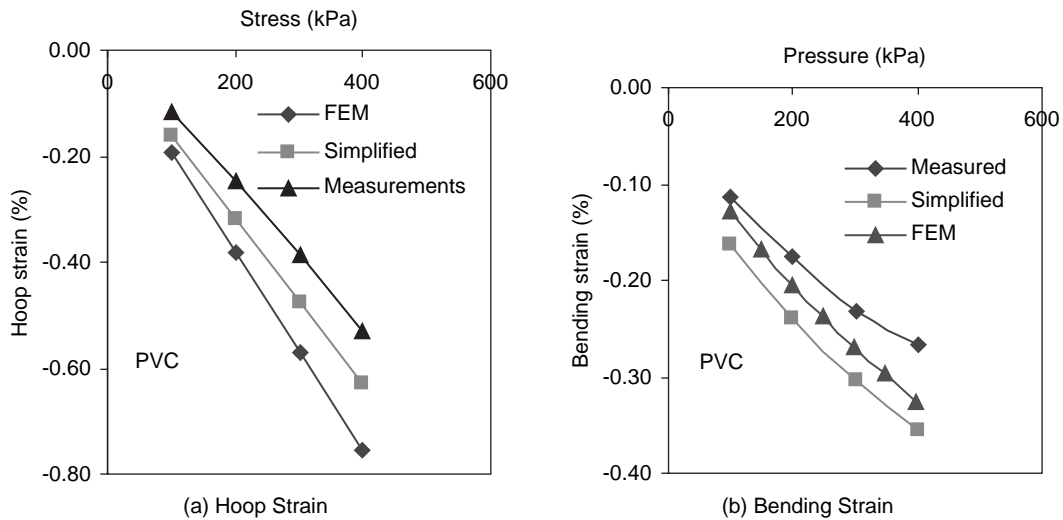 Stress (kPa)
0.00
0 200 400 600
FEM
Simplified
Measurements
-0.20
-0.40
-0.60
-0.80
Hoop strain (%)
PVC
(a) Hoop Strain
Pressure (kPa)
0.00
0 200 400 600
Measured
Simplified
FEM
-0.10
-0.20
-0.30
-0.40
Bending strain (%)
PVC
(b) Bending Strain